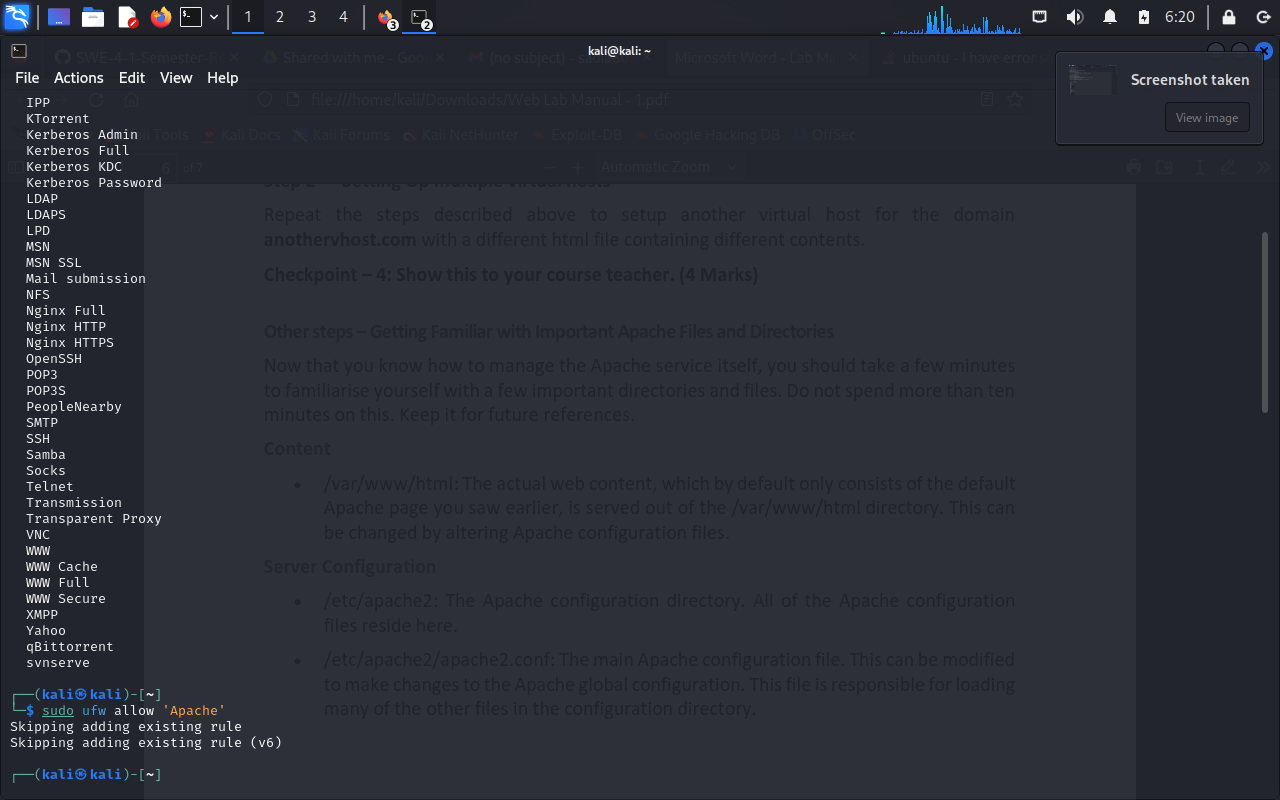 1 2 3 4 3 2 6:20
kali@kali: ~
SWE-4-1-Semester- Shared with me - Goo (no subject) - Microsoft Word - Lab M ubuntu - I have error
File Actions Edit View Help
Screenshot taken
View image
file:///home/kali/Downloads/Web Lab Manual - 1.pdf
Tools Kali Docs Kali Forums Kali NetHunter Exploit-DB Google Hacking DB OffSec
6 of 7 Automatic Zoom
IPP
KTorrent
Kerberos Admin
Kerberos Full
Kerberos KDC
Kerberos Password
LDAP
LDAPS
LPD
MSN
MSN SSL
Mail submission
NFS
Nginx Full
Nginx HTTP
Nginx HTTPS
OpenSSH
POP3
POP3S
PeopleNearby
SMTP
SSH
Samba
Socks
Telnet
Transmission
Transparent Proxy
VNC
WWW
WWW Cache
WWW Full
WWW Secure
XMPP
Yahoo
qBittorrent
svnserve
┌──(kali㉿kali)-[~]
└─$ sudo ufw allow 'Apache'
Skipping adding existing rule
Skipping adding existing rule (v6)
┌──(kali㉿kali)-[~]
Setting Up multiple virtual hosts
Repeat the steps described above to setup another virtual host for the domain
anothervhost.com with a different html file containing different contents.
Checkpoint – 4: Show this to your course teacher. (4 Marks)
Other steps – Getting Familiar with Important Apache Files and Directories
Now that you know how to manage the Apache service itself, you should take a few minutes
to familiarise yourself with a few important directories and files. Do not spend more than ten
minutes on this. Keep it for future references.
Content
• /var/www/html: The actual web content, which by default only consists of the default
Apache page you saw earlier, is served out of the /var/www/html directory. This can
be changed by altering Apache configuration files.
Server Configuration
• /etc/apache2: The Apache configuration directory. All of the Apache configuration
files reside here.
• /etc/apache2/apache2.conf: The main Apache configuration file. This can be modified
to make changes to the Apache global configuration. This file is responsible for loading
many of the other files in the configuration directory.